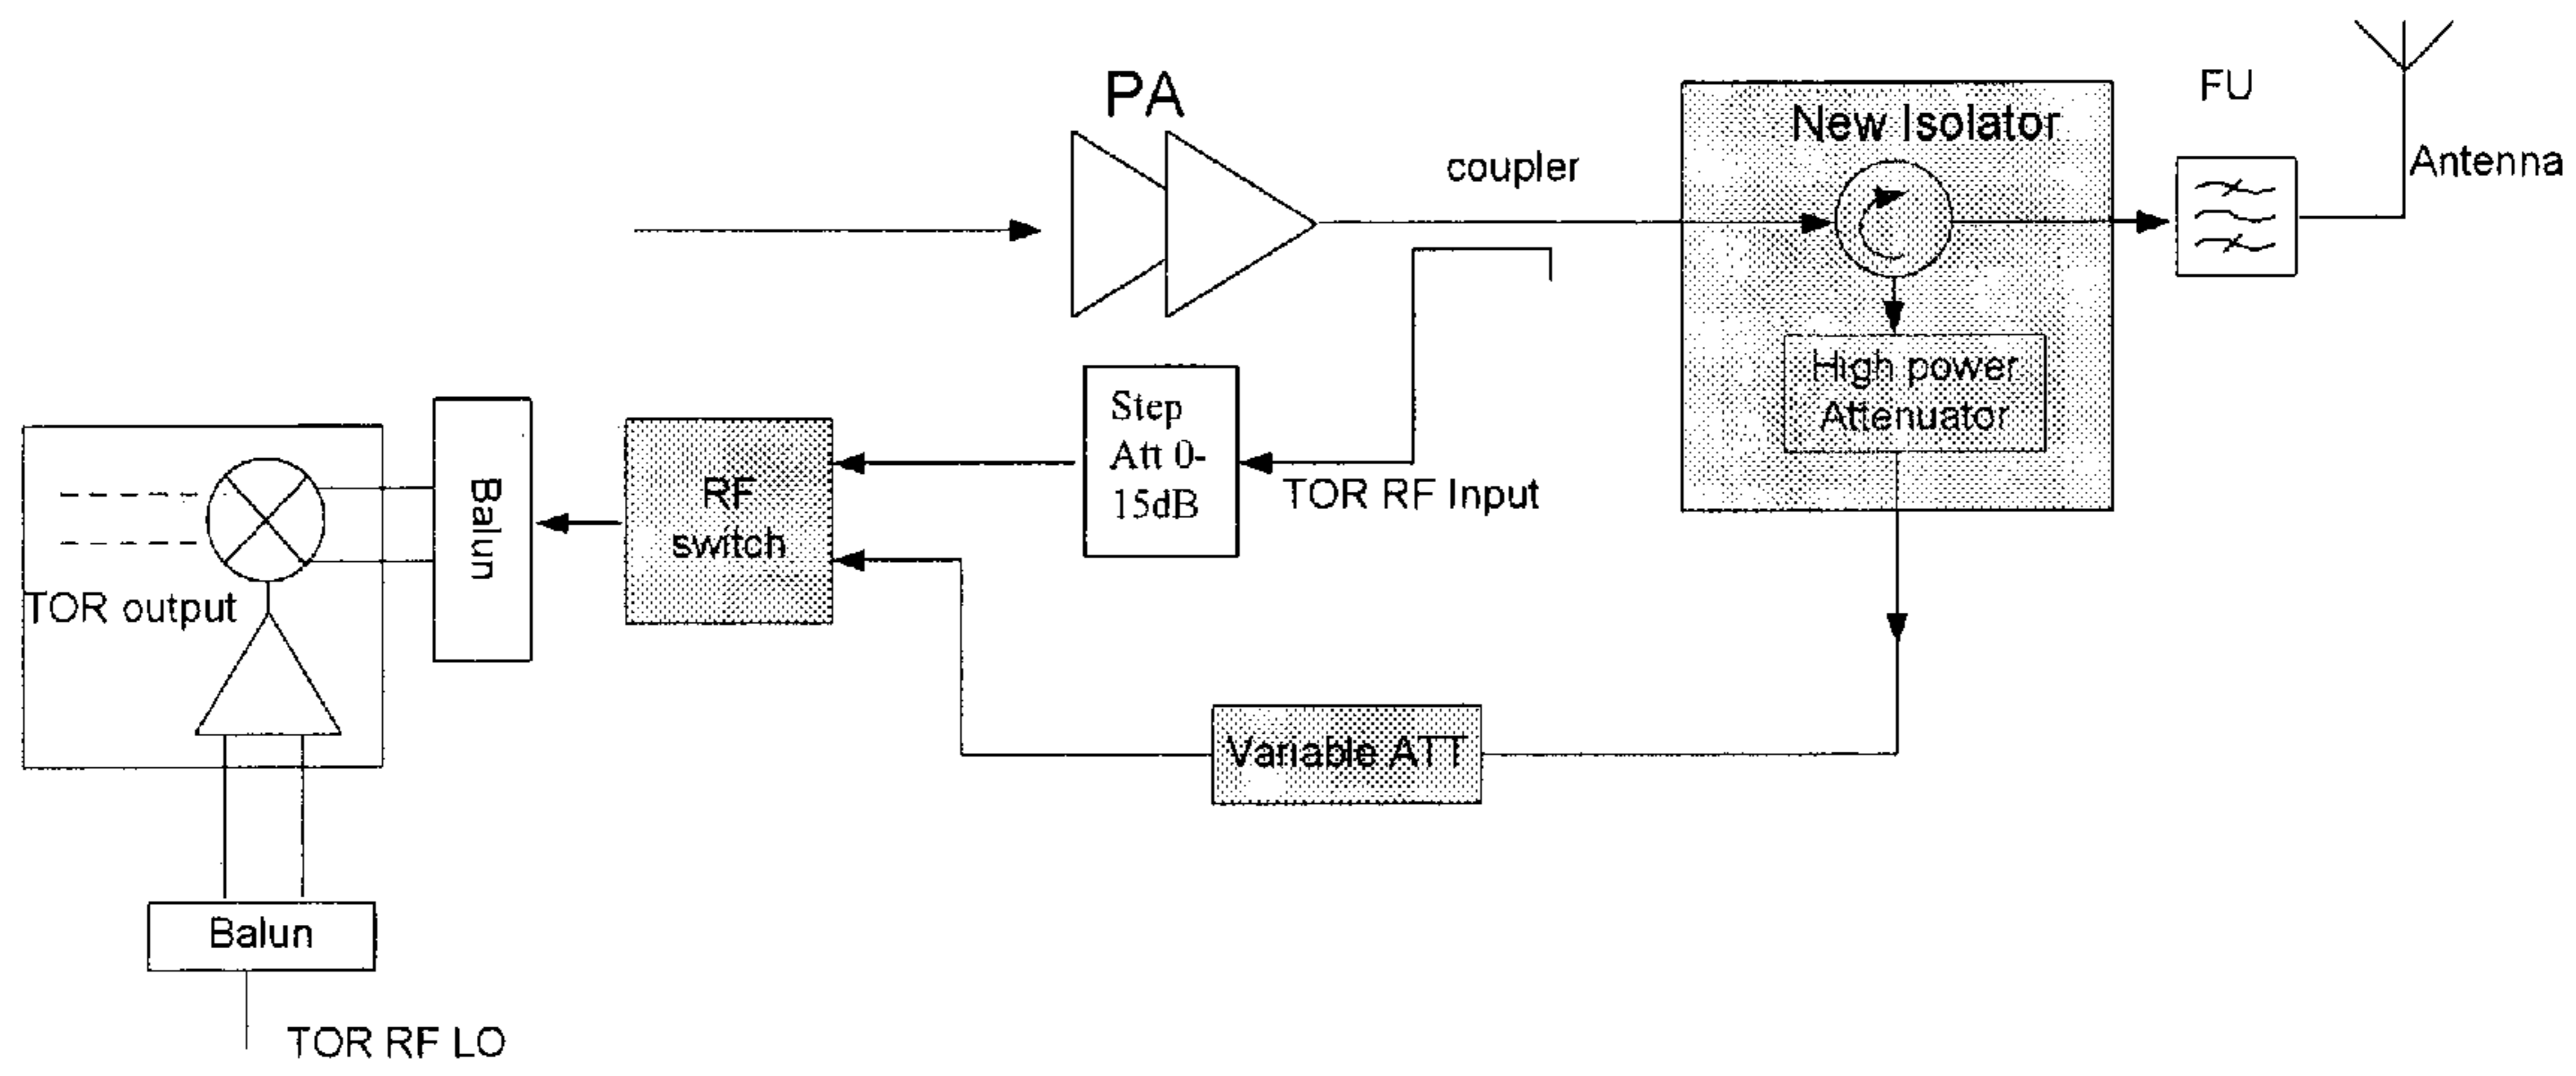 PA
FU
New Isolator
coupler
Antenna
High power
Attenuator
Step
Att 0-
15dB
TOR RF Input
RF
switch
Balun
TOR output
Variable ATT
Balun
TOR RF LO